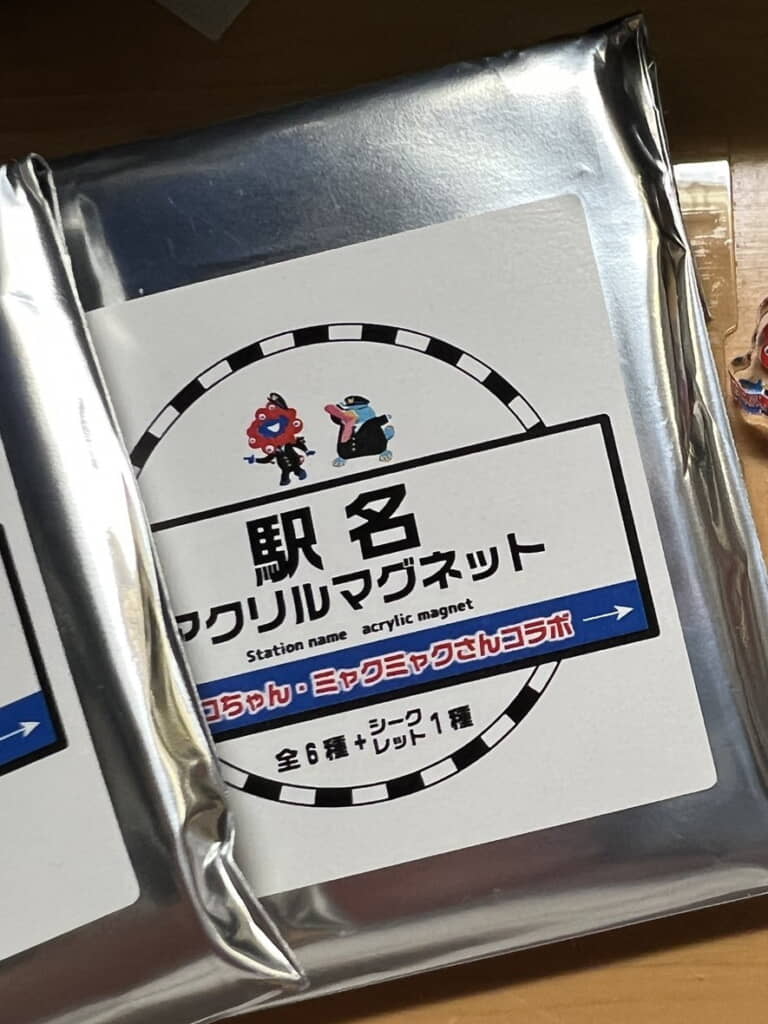 駅名
アクリルマグネット
Station name acrylic magnet
コちゃん・ミャクミャクさんコラボ
全6種+シークレット1種